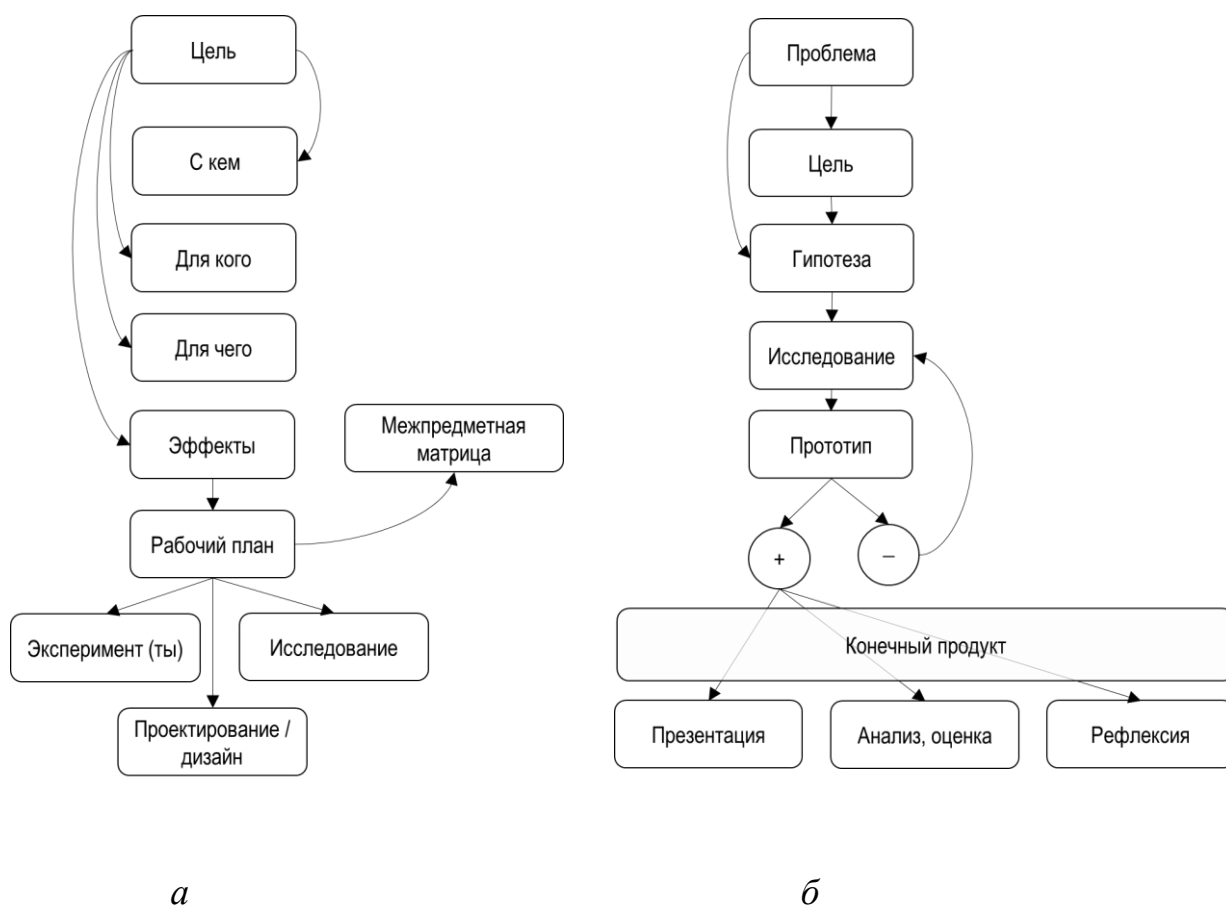 Цель
С кем
Для кого
Для чего
Эффекты
Межпредметная
матрица
Рабочий план
Эксперимент (ты)
Исследование
Проектирование /
дизайн
а
Проблема
Цель
Гипотеза
Исследование
Прототип
+
–
Конечный продукт
Презентация
Анализ, оценка
Рефлексия
б